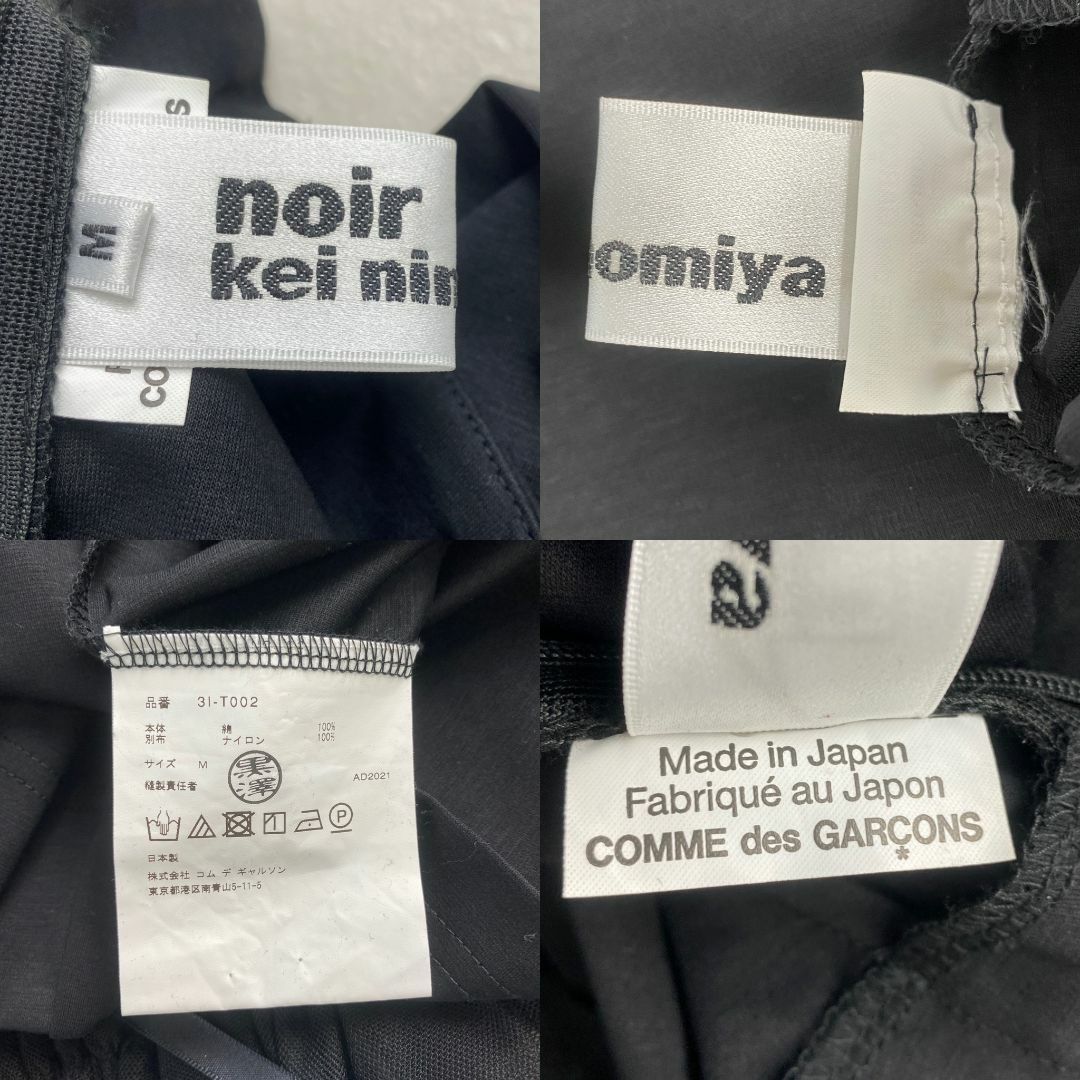 S
noir
kei nin
M
CO
omiya
品番 3I-T002
本体 綿 100%
別布 ナイロン 100%
サイズ M
縫製責任者 黒澤 AD2021
日本製
株式会社 コム デ ギャルソン
東京都港区南青山5-11-5
Made in Japan
Fabriqué au Japon
COMME des GARÇONS